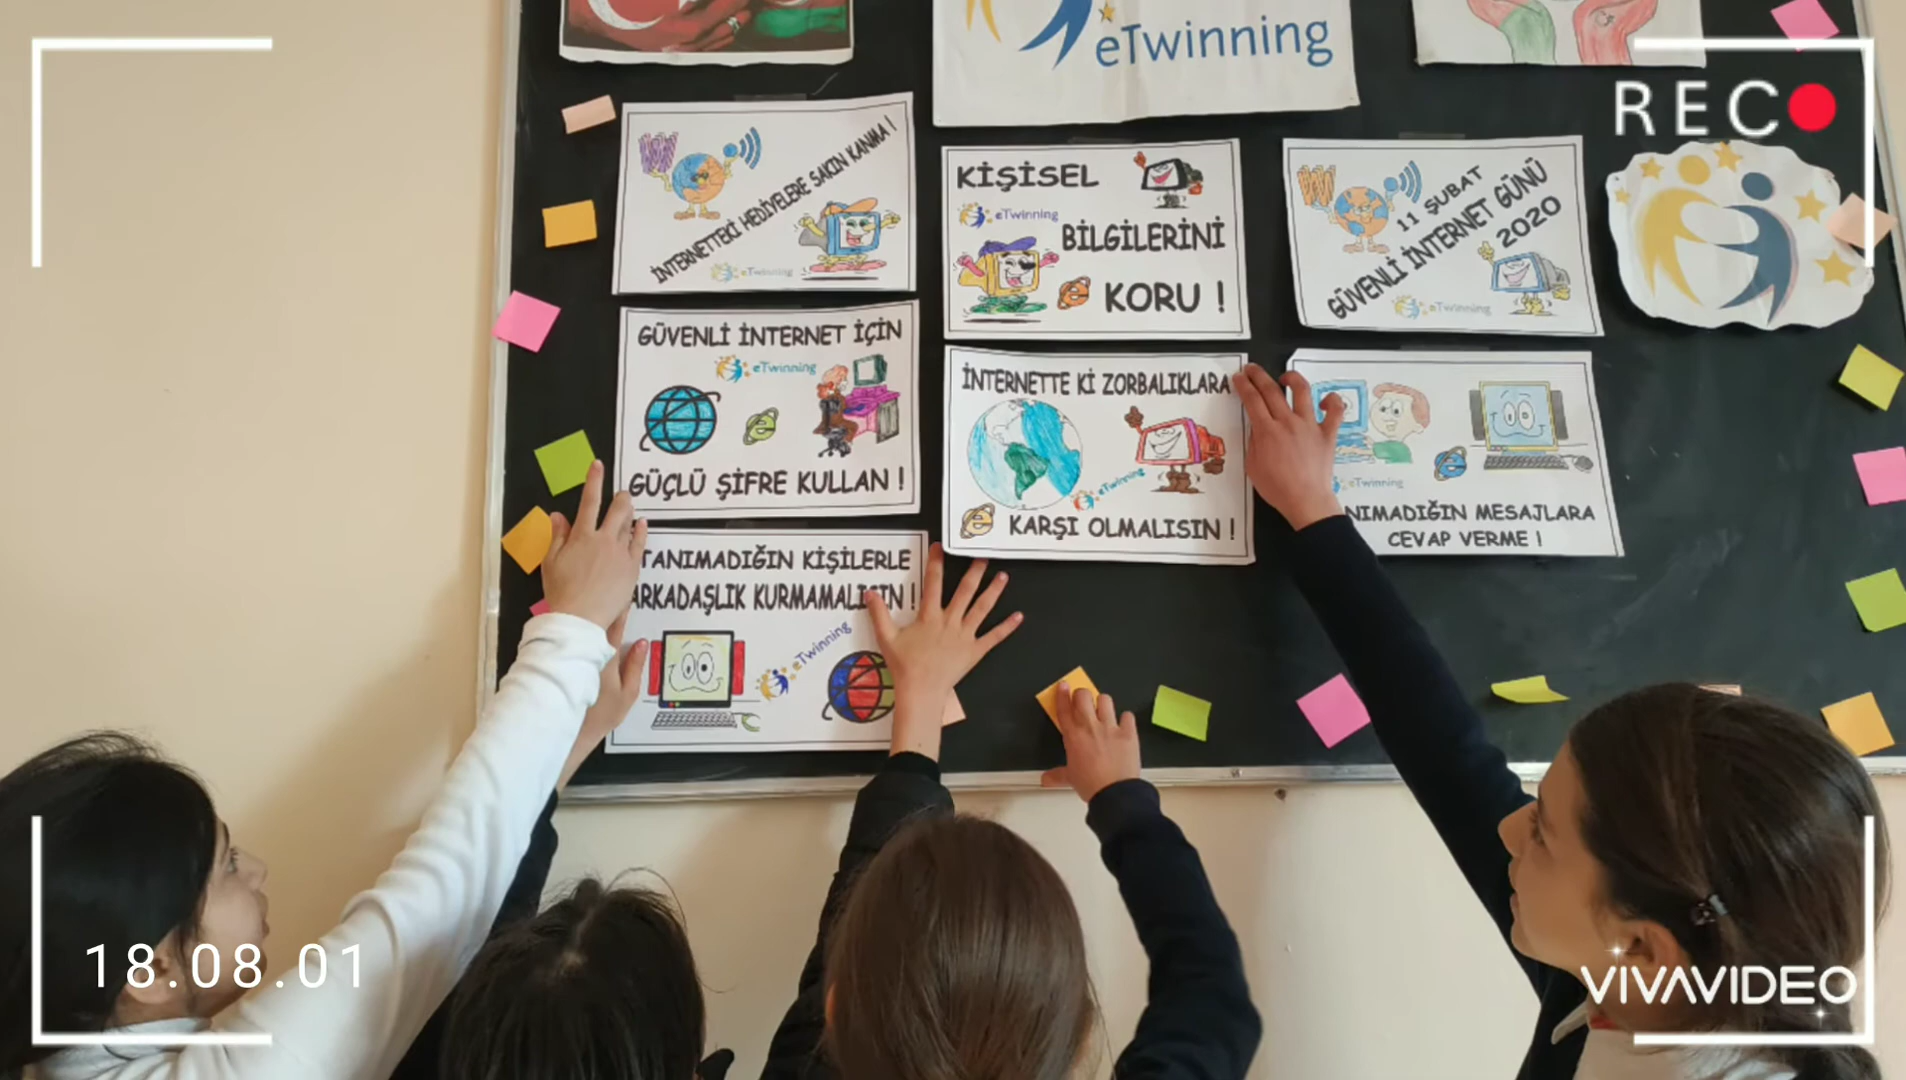 eTwinning
REC
W
İNTERNETTEKİ HEDİYELERE SAKIN KANMA !
eTwinning
KİŞİSEL
eTwinning
BİLGİLERİNİ
e KORU !
W
11 ŞUBAT
GÜVENLİ İNTERNET GÜNÜ
2020
eTwinning
GÜVENLİ İNTERNET İÇİN
eTwinning
e
GÜÇLÜ ŞİFRE KULLAN !
İNTERNETTE Kİ ZORBALIKLARA
eTwinning
e KARŞI OLMALISIN !
e
eTwinning
NIMADIĞIN MESAJLARA
CEVAP VERME !
TANIMADIĞIN KİŞİLERLE
ARKADAŞLIK KURMAMALISIN !
eTwinning
18.08.01
VIVAVIDEO